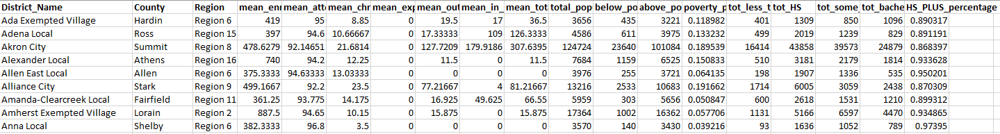 District_Name County Region mean_enr mean_atte mean_chr mean_exp mean_out mean_in_ mean_tot total_pop below_po above_po poverty_p tot_less_t tot_HS tot_some_ tot_bache HS_PLUS_percentage
Ada Exempted Village Hardin Region 6 419 95 8.85 0 19.5 17 36.5 3656 435 3221 0.118982 401 1309 850 1096 0.890317
Adena Local Ross Region 15 397 94.6 10.66667 0 17.33333 109 126.3333 4586 611 3975 0.133232 499 2019 1239 829 0.891191
Akron City Summit Region 8 478.6279 92.14651 21.6814 0 127.7209 179.9186 307.6395 124724 23640 101084 0.189539 16414 43858 39573 24879 0.868397
Alexander Local Athens Region 16 740 94.2 12.25 0 11.5 0 11.5 7684 1159 6525 0.150833 510 3181 2179 1814 0.933628
Allen East Local Allen Region 6 375.3333 94.63333 13.03333 0 0 0 0 3976 255 3721 0.064135 198 1907 1336 535 0.950201
Alliance City Stark Region 9 499.1667 92.2 23.5 0 77.21667 4 81.21667 13216 2533 10683 0.191662 1714 6005 3059 2438 0.870309
Amanda-Clearcreek Local Fairfield Region 11 361.25 93.775 14.175 0 16.925 49.625 66.55 5959 303 5656 0.050847 600 2618 1531 1210 0.899312
Amherst Exempted Village Lorain Region 2 887.5 94.65 10.15 0 15.875 0 15.875 17364 1002 16362 0.057706 1131 5166 6597 4470 0.934865
Anna Local Shelby Region 6 382.3333 96.8 3.5 0 0 0 0 3570 140 3430 0.039216 93 1636 1052 789 0.97395